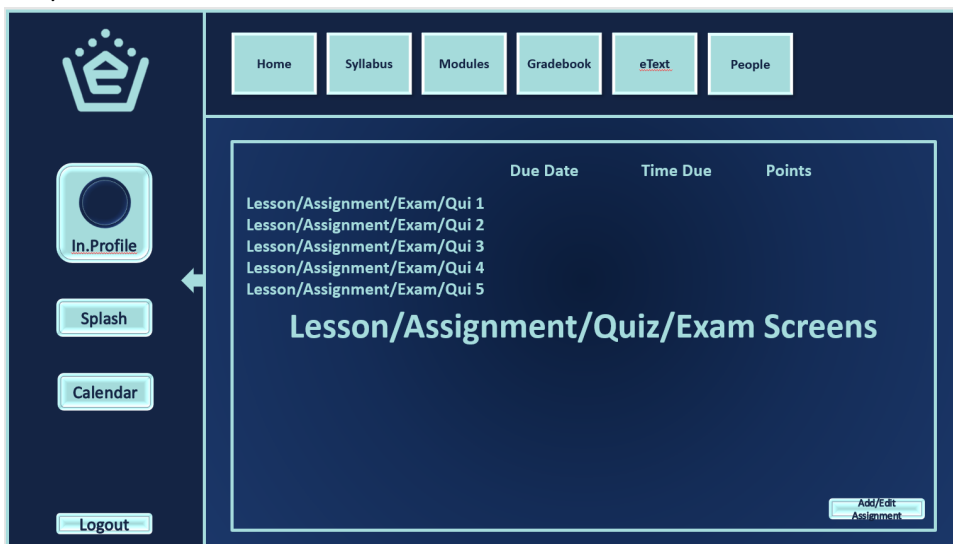 Home Syllabus Modules Gradebook eText People
In.Profile
Splash
Calendar
Logout
Due Date Time Due Points
Lesson/Assignment/Exam/Qui 1
Lesson/Assignment/Exam/Qui 2
Lesson/Assignment/Exam/Qui 3
Lesson/Assignment/Exam/Qui 4
Lesson/Assignment/Exam/Qui 5
Lesson/Assignment/Quiz/Exam Screens
Add/Edit
Assignment